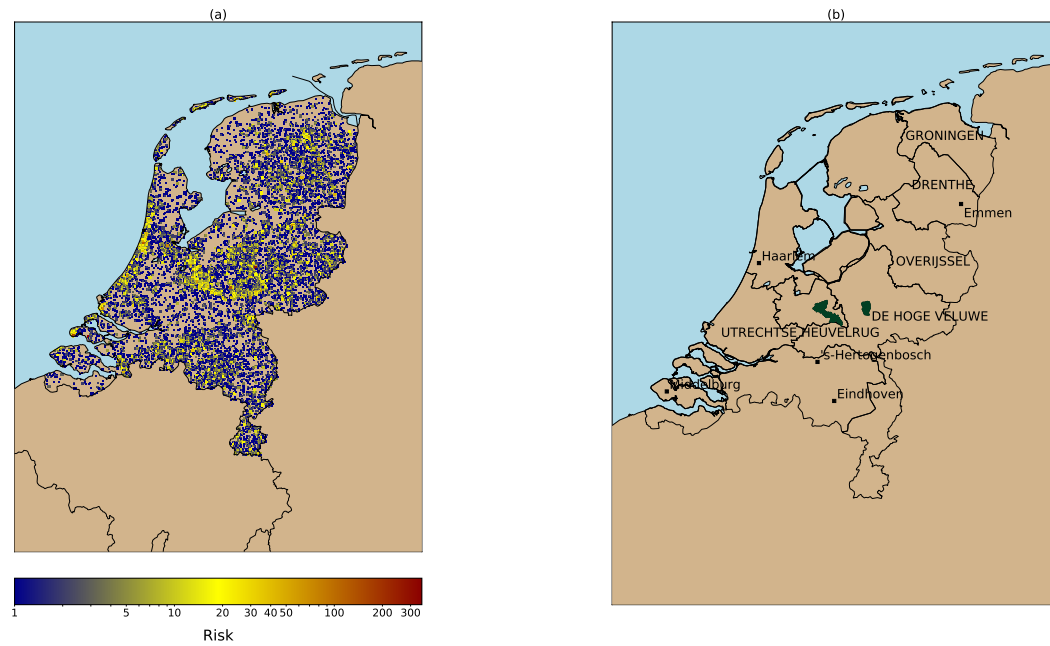 (a)
(b)
GRONINGEN
DRENTHE
Emmen
Haarlem
OVERIJSSEL
DE HOGE VELUWE
UTRECHTSE HEUVELRUG
's-Hertogenbosch
Middelburg
Eindhoven
1 5 10 20 30 40 50 100 200 300
Risk